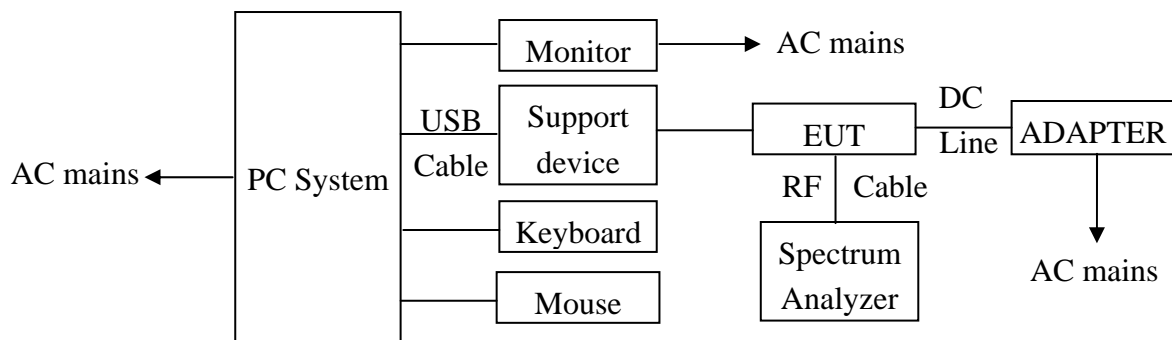 AC mains
PC System
USB
Cable
Monitor
AC mains
Support
device
Keyboard
Mouse
EUT
RF Cable
Spectrum
Analyzer
DC
Line
ADAPTER
AC mains